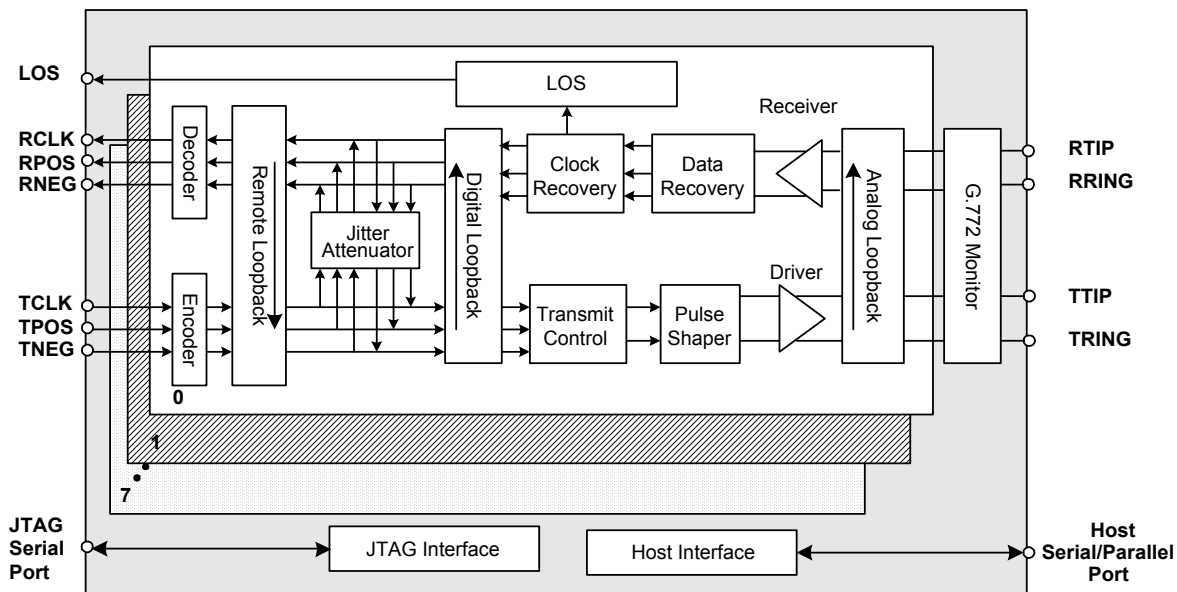 LOS
LOS
Receiver
RCLK
RPOS
RNEG
Decoder
Remote Loopback
Jitter
Attenuator
Digital Loopback
Clock
Recovery
Data
Recovery
Analog Loopback
G.772 Monitor
RTIP
RRING
TCLK
TPOS
TNEG
Encoder
Transmit
Control
Pulse
Shaper
Driver
TTIP
TRING
0
1
7
JTAG
Serial
Port
JTAG Interface
Host Interface
Host
Serial/Parallel
Port